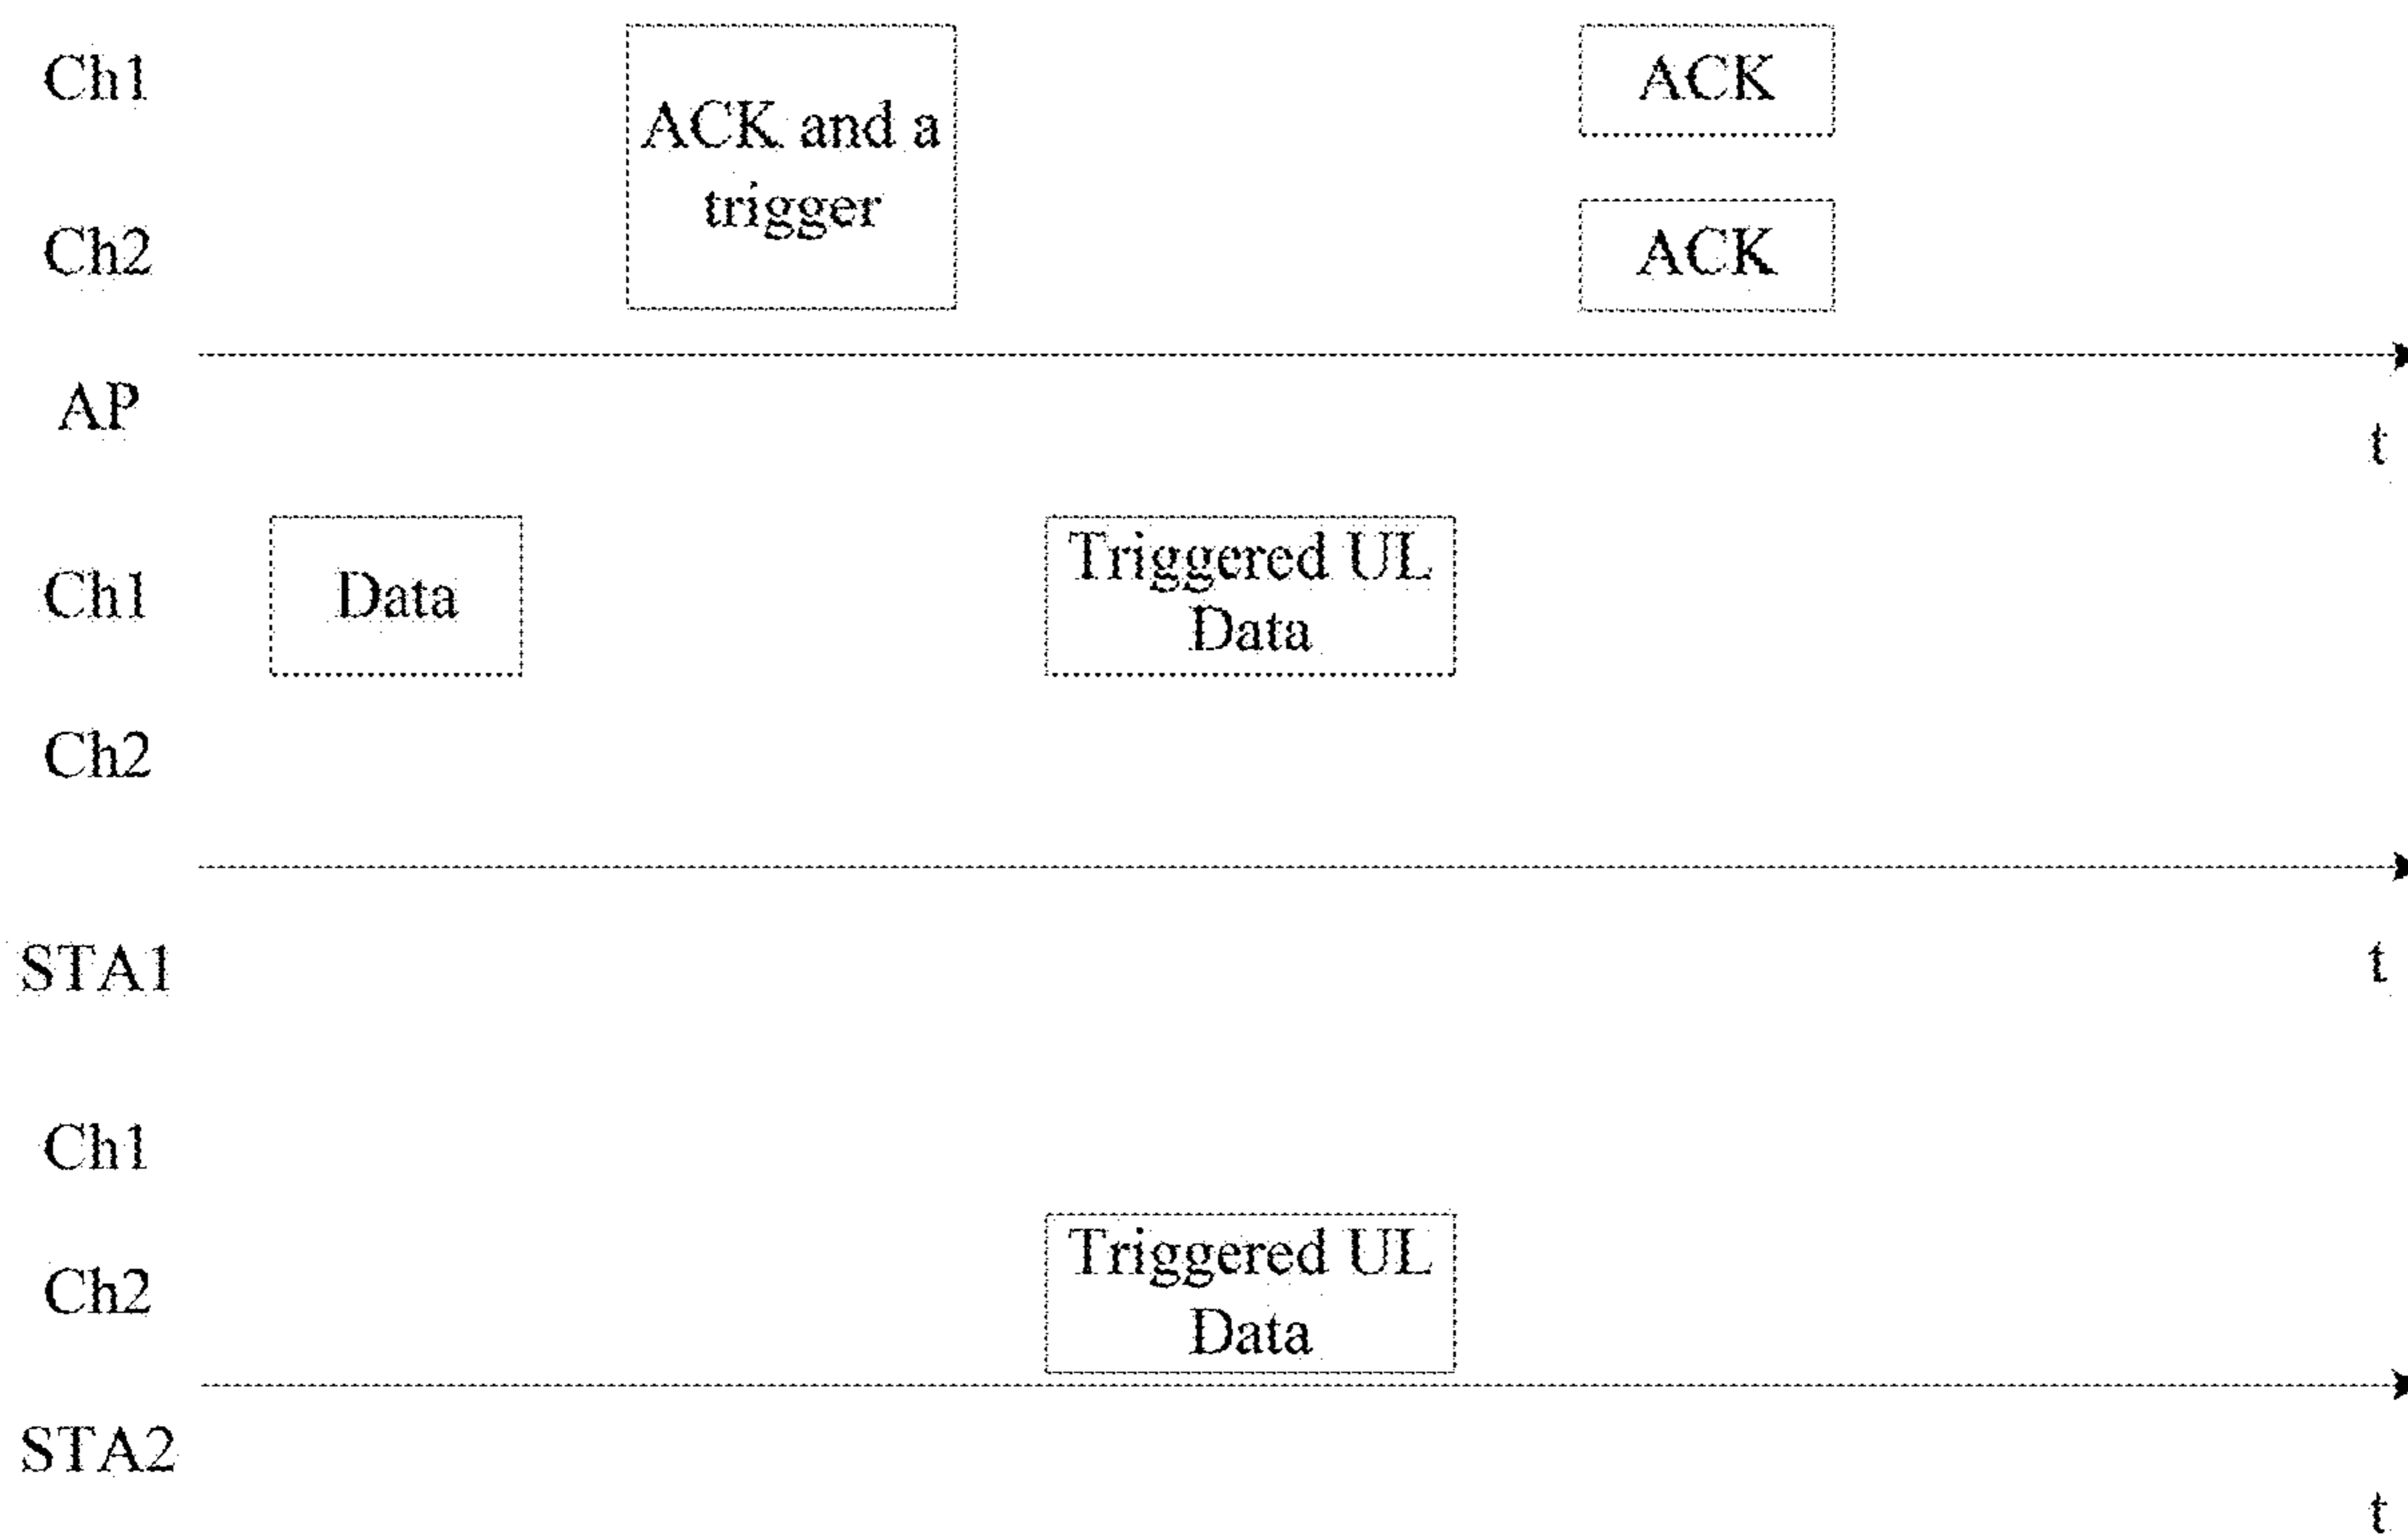 Ch1
ACK and a
trigger
ACK
Ch2
ACK
AP
t
Ch1
Data
Triggered UL
Data
Ch2
STA1
t
Ch1
Ch2
Triggered UL
Data
STA2
t